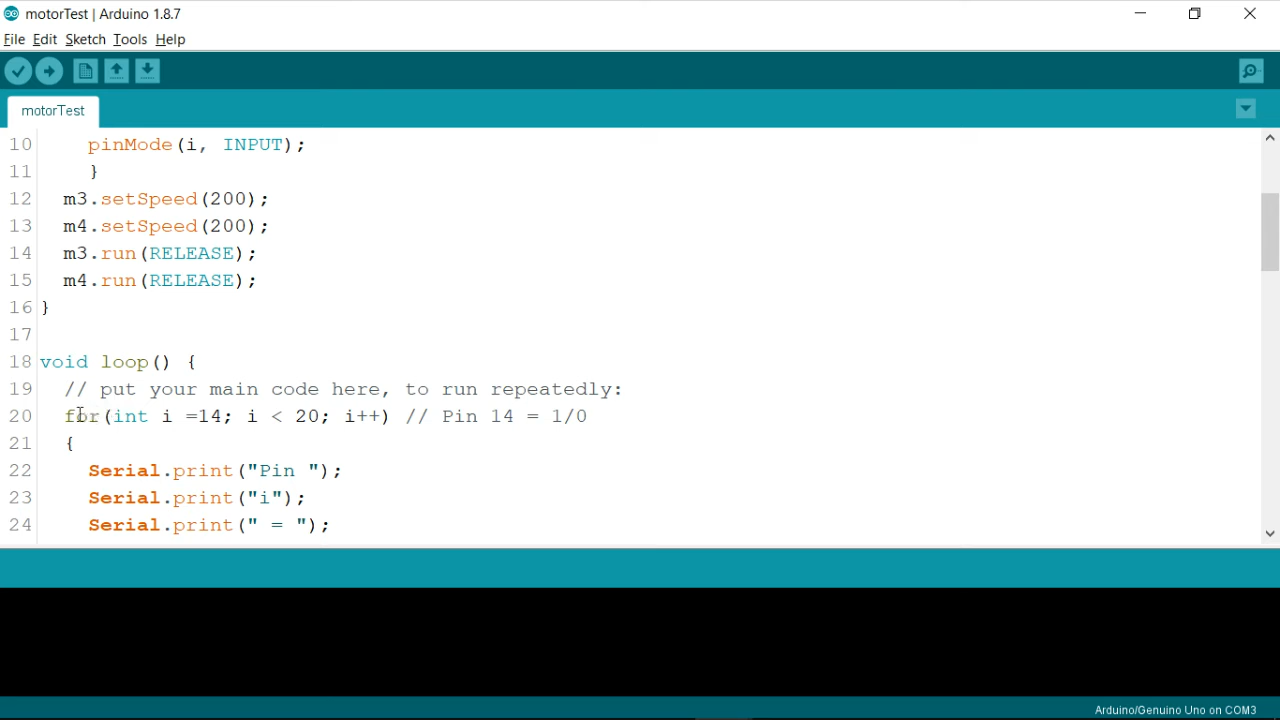 motorTest | Arduino 1.8.7
File Edit Sketch Tools Help
motorTest
10 pinMode(i, INPUT);
11 }
12 m3.setSpeed(200);
13 m4.setSpeed(200);
14 m3.run(RELEASE);
15 m4.run(RELEASE);
16 }
17
18 void loop() {
19 // put your main code here, to run repeatedly:
20 for(int i =14; i < 20; i++) // Pin 14 = 1/0
21 {
22 Serial.print("Pin ");
23 Serial.print("i");
24 Serial.print(" = ");
Arduino/Genuino Uno on COM3